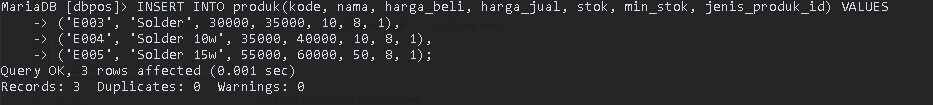 MariaDB [dbpos]> INSERT INTO produk(kode, nama, harga_beli, harga_jual, stok, min_stok, jenis_produk_id) VALUES
-> ('E003', 'Solder', 30000, 35000, 10, 8, 1),
-> ('E004', 'Solder 10w', 35000, 40000, 10, 8, 1),
-> ('E005', 'Solder 15w', 55000, 60000, 50, 8, 1);
Query OK, 3 rows affected (0.001 sec)
Records: 3  Duplicates: 0  Warnings: 0